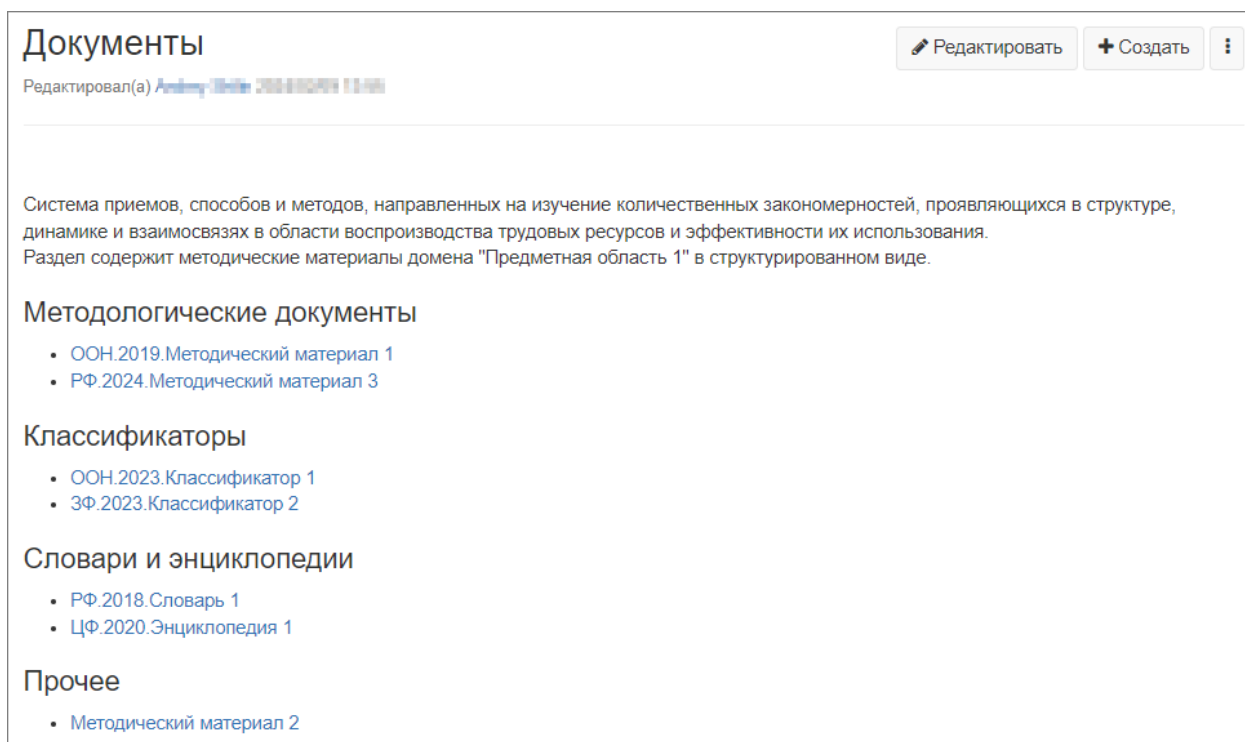 Документы
Редактировать
Создать
Редактировал(а)
Система приемов, способов и методов, направленных на изучение количественных закономерностей, проявляющихся в структуре,
динамике и взаимосвязях в области воспроизводства трудовых ресурсов и эффективности их использования.
Раздел содержит методические материалы домена "Предметная область 1" в структурированном виде.
Методологические документы
• ООН.2019.Методический материал 1
• РФ.2024.Методический материал 3
Классификаторы
• ООН.2023.Классификатор 1
• ЗФ.2023.Классификатор 2
Словари и энциклопедии
• РФ.2018.Словарь 1
• ЦФ.2020.Энциклопедия 1
Прочее
• Методический материал 2